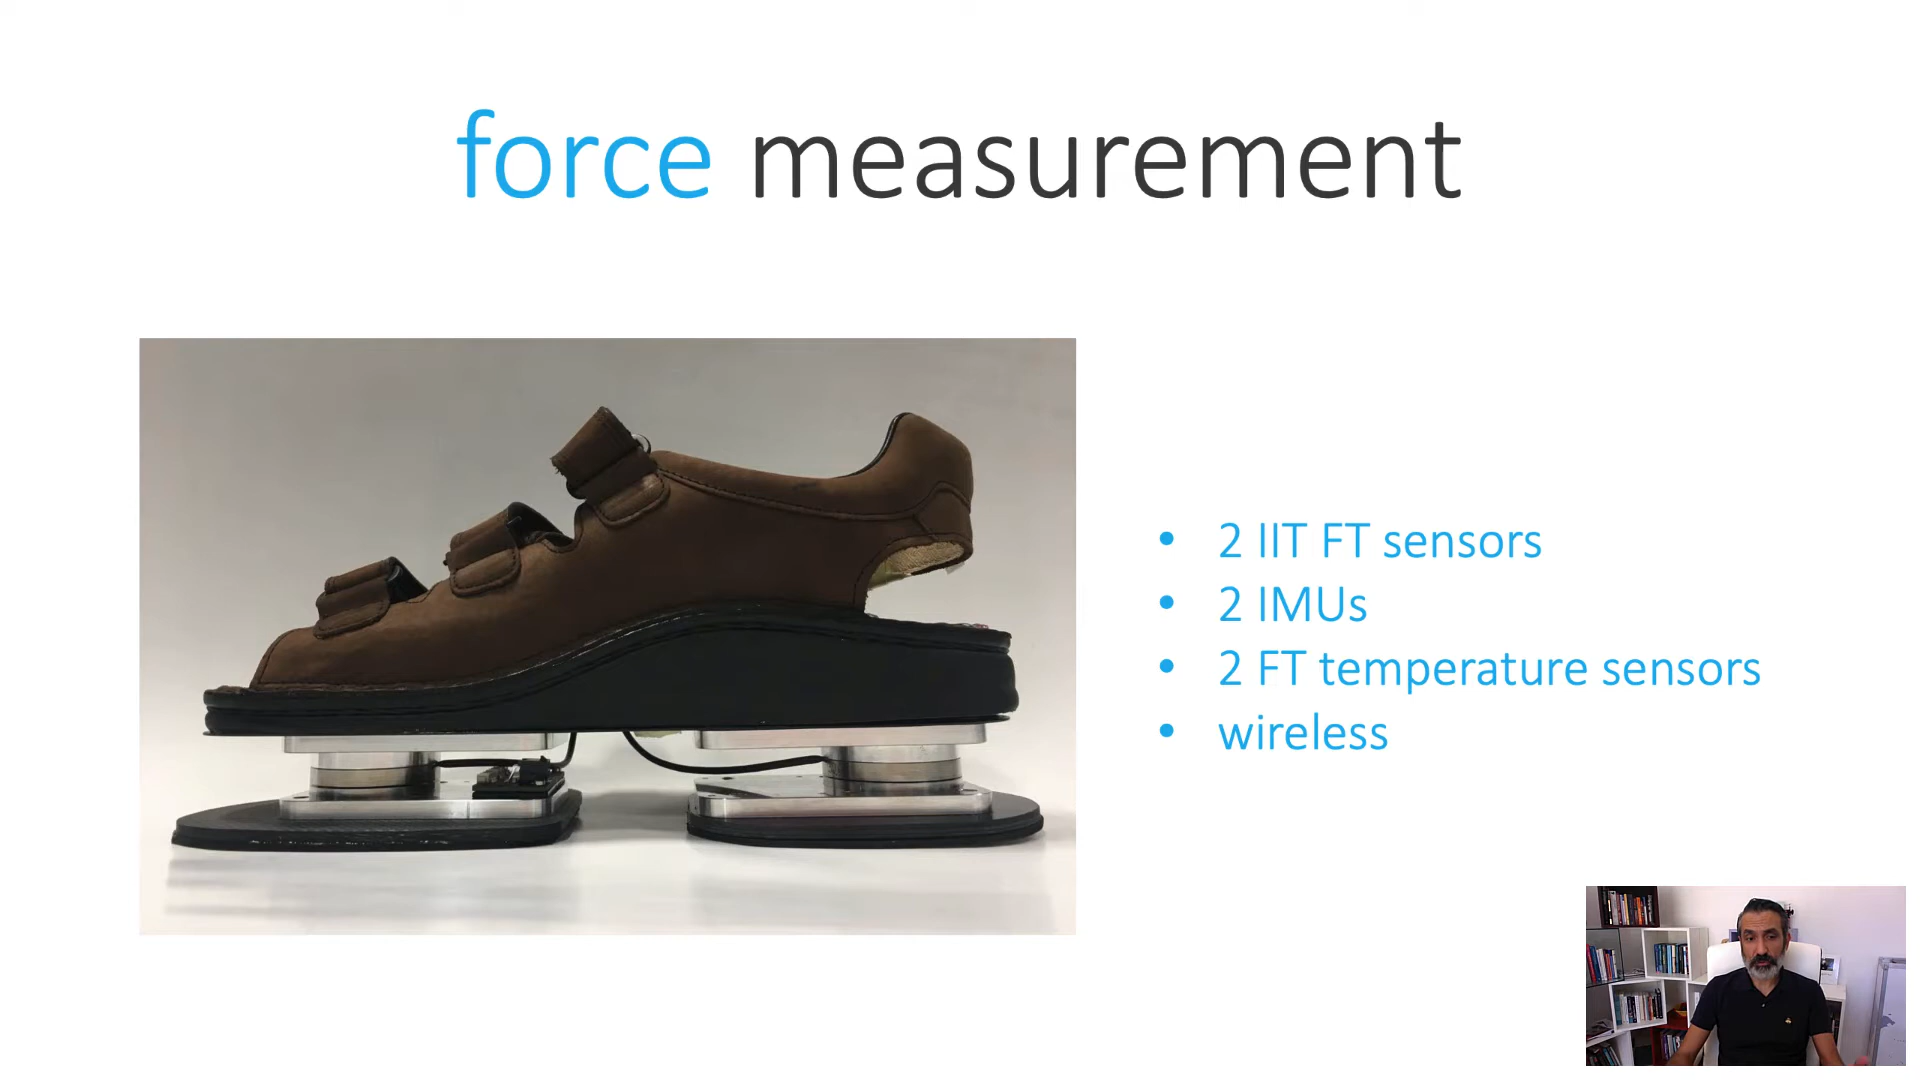 force measurement
• 2 IIT FT sensors
• 2 IMUs
• 2 FT temperature sensors
• wireless